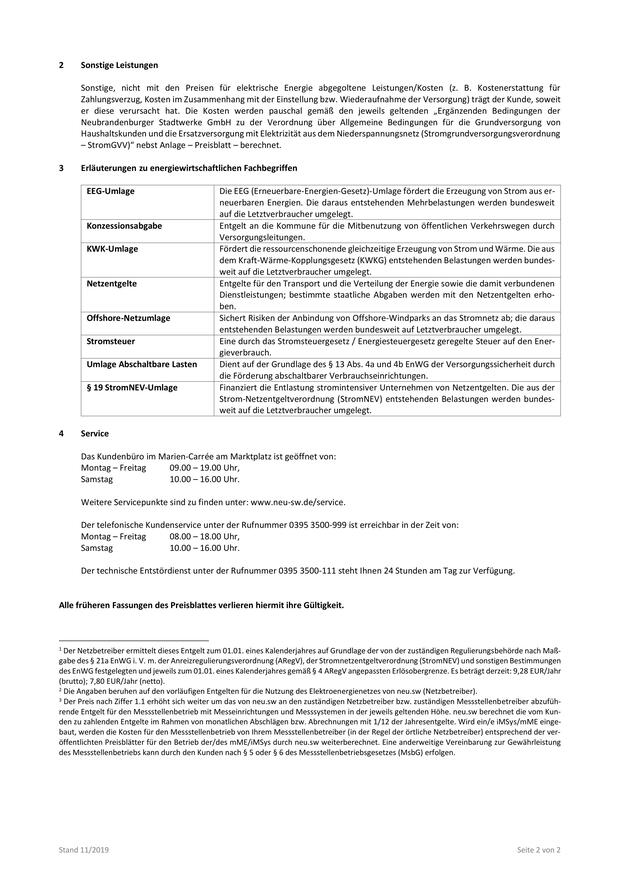 2 Sonstige Leistungen
Sonstige, nicht mit den Preisen für elektrische Energie abgegoltene Leistungen/Kosten (z. B. Kostenerstattung für
Zahlungsverzug, Kosten im Zusammenhang mit der Einstellung bzw. Wiederaufnahme der Versorgung) trägt der Kunde, soweit
er diese verursacht hat. Die Kosten werden pauschal gemäß den jeweils geltenden „Ergänzenden Bedingungen der
Neubrandenburger Stadtwerke GmbH zu der Verordnung über Allgemeine Bedingungen für die Grundversorgung von
Haushaltskunden und die Ersatzversorgung mit Elektrizität aus dem Niederspannungsnetz (Stromgrundversorgungsverordnung
– StromGVV)“ nebst Anlage – Preisblatt – berechnet.
3 Erläuterungen zu energiewirtschaftlichen Fachbegriffen
EEG-Umlage Die EEG (Erneuerbare-Energien-Gesetz)-Umlage fördert die Erzeugung von Strom aus er-
neuerbaren Energien. Die daraus entstehenden Mehrbelastungen werden bundesweit
auf die Letztverbraucher umgelegt.
Konzessionsabgabe Entgelt an die Kommune für die Mitbenutzung von öffentlichen Verkehrswegen durch
Versorgungsleitungen.
KWK-Umlage Fördert die ressourcenschonende gleichzeitige Erzeugung von Strom und Wärme. Die aus
dem Kraft-Wärme-Kopplungsgesetz (KWKG) entstehenden Belastungen werden bundes-
weit auf die Letztverbraucher umgelegt.
Netzentgelte Entgelte für den Transport und die Verteilung der Energie sowie die damit verbundenen
Dienstleistungen; bestimmte staatliche Abgaben werden mit den Netzentgelten erho-
ben.
Offshore-Netzumlage Sichert Risiken der Anbindung von Offshore-Windparks an das Stromnetz ab; die daraus
entstehenden Belastungen werden bundesweit auf Letztverbraucher umgelegt.
Stromsteuer Eine durch das Stromsteuergesetz / Energiesteuergesetz geregelte Steuer auf den Ener-
gieverbrauch.
Umlage Abschaltbare Lasten Dient auf der Grundlage des § 13 Abs. 4a und 4b EnWG der Versorgungssicherheit durch
die Förderung abschaltbarer Verbrauchseinrichtungen.
§ 19 StromNEV-Umlage Finanziert die Entlastung stromintensiver Unternehmen von Netzentgelten. Die aus der
Strom-Netzentgeltverordnung (StromNEV) entstehenden Belastungen werden bundes-
weit auf die Letztverbraucher umgelegt.
4 Service
Das Kundenbüro im Marien-Carrée am Marktplatz ist geöffnet von:
Montag – Freitag 09.00 – 19.00 Uhr,
Samstag 10.00 – 16.00 Uhr.
Weitere Servicepunkte sind zu finden unter: www.neu-sw.de/service.
Der telefonische Kundenservice unter der Rufnummer 0395 3500-999 ist erreichbar in der Zeit von:
Montag – Freitag 08.00 – 18.00 Uhr,
Samstag 10.00 – 16.00 Uhr.
Der technische Entstördienst unter der Rufnummer 0395 3500-111 steht Ihnen 24 Stunden am Tag zur Verfügung.
Alle früheren Fassungen des Preisblattes verlieren hiermit ihre Gültigkeit.
¹ Der Netzbetreiber ermittelt dieses Entgelt zum 01.01. eines Kalenderjahres auf Grundlage der von der zuständigen Regulierungsbehörde nach Maß-
gabe des § 21a EnWG i. V. m. der Anreizregulierungsverordnung (ARegV), der Stromnetzentgeltverordnung (StromNEV) und sonstigen Bestimmungen
des EnWG festgelegten und jeweils zum 01.01. eines Kalenderjahres gemäß § 4 ARegV angepassten Erlösobergrenze. Es beträgt derzeit: 9,28 EUR/Jahr
(brutto); 7,80 EUR/Jahr (netto).
² Die Angaben beruhen auf den vorläufigen Entgelten für die Nutzung des Elektroenergienetzes von neu.sw (Netzbetreiber).
³ Der Preis nach Ziffer 1.1 erhöht sich weiter um das von neu.sw an den zuständigen Netzbetreiber bzw. zuständigen Messstellenbetreiber abzufüh-
rende Entgelt für den Messstellenbetrieb mit Messeinrichtungen und Messsystemen in der jeweils geltenden Höhe. neu.sw berechnet die vom Kun-
den zu zahlenden Entgelte im Rahmen von monatlichen Abschlägen bzw. Abrechnungen mit 1/12 der Jahresentgelte. Wird ein/e iMSys/mME einge-
baut, werden die Kosten für den Messstellenbetrieb von Ihrem Messstellenbetreiber (in der Regel der örtliche Netzbetreiber) entsprechend der ver-
öffentlichten Preisblätter für den Betrieb der/des mME/iMSys durch neu.sw weiterberechnet. Eine anderweitige Vereinbarung zur Gewährleistung
des Messstellenbetriebs kann durch den Kunden nach § 5 oder § 6 des Messstellenbetriebsgesetzes (MsbG) erfolgen.
Stand 11/2019 Seite 2 von 2